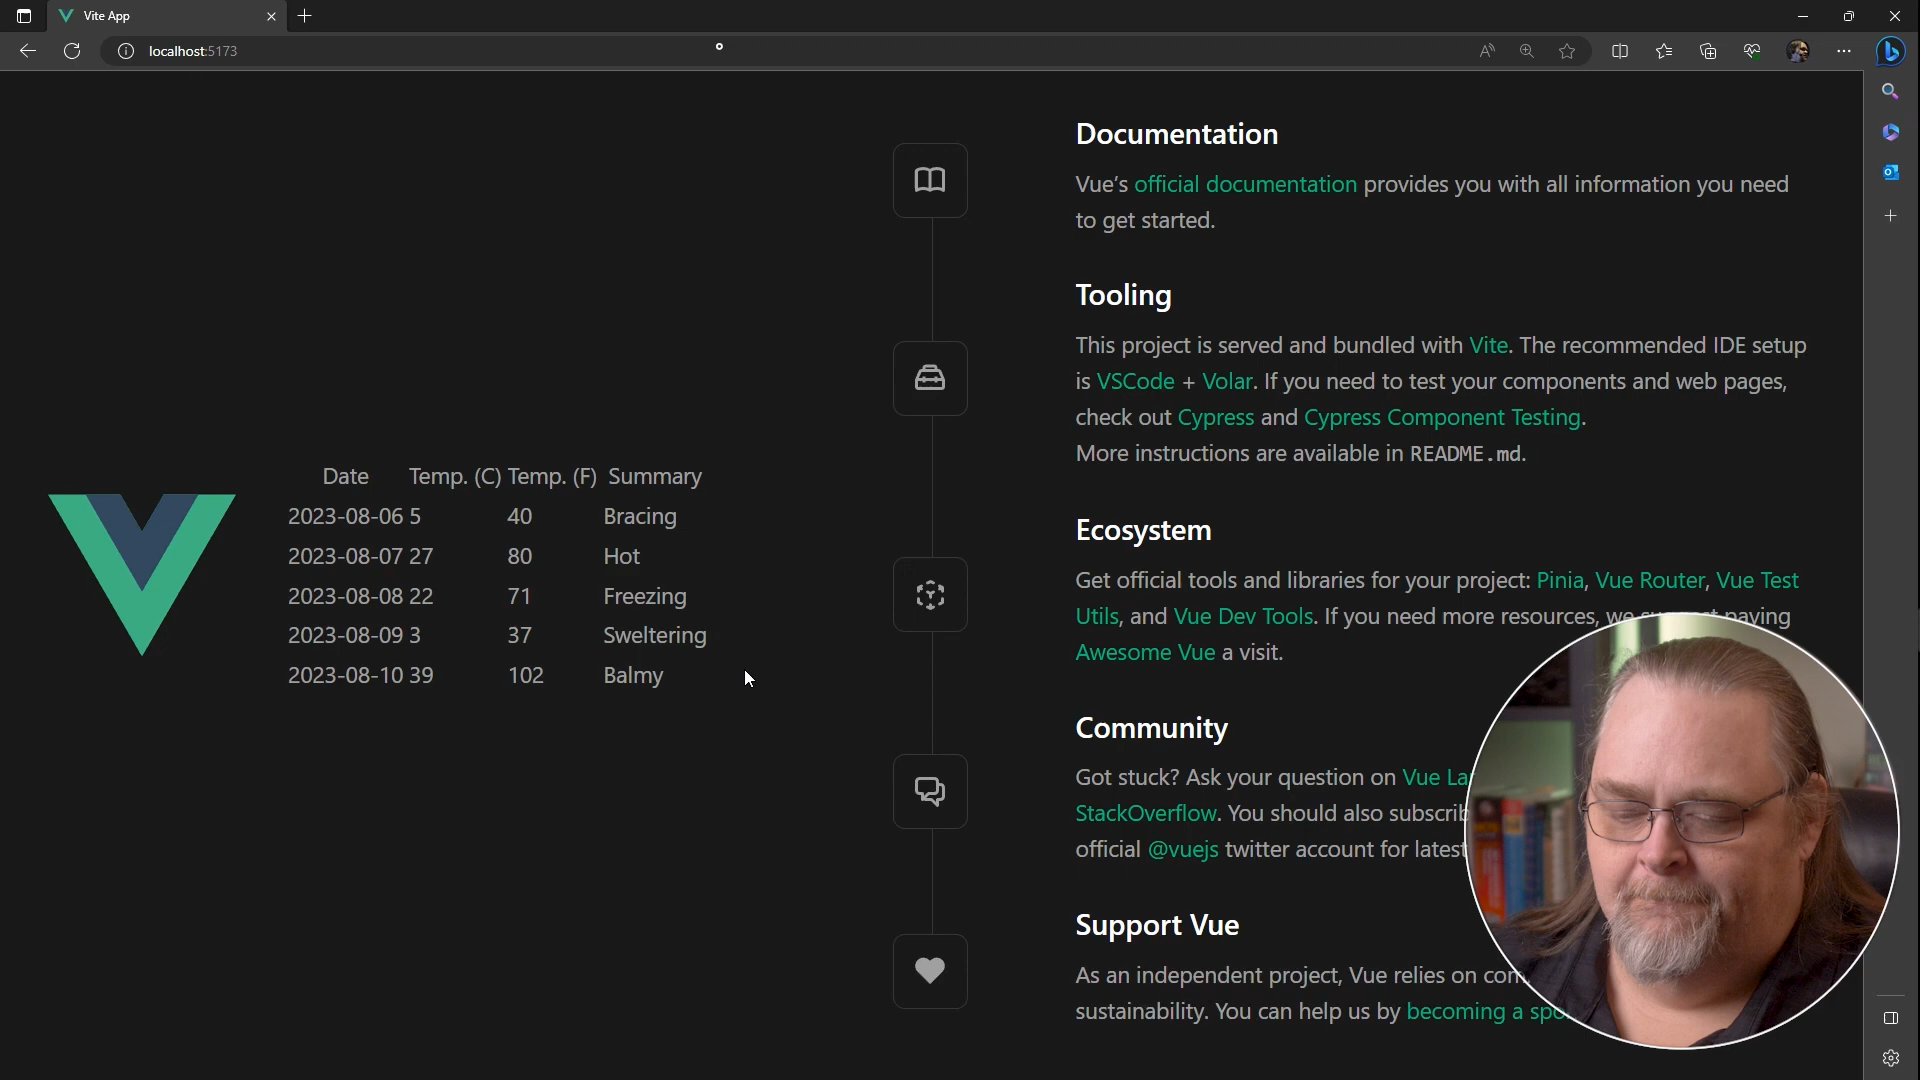 Vite App
localhost:5173
Documentation
Vue's official documentation provides you with all information you need
to get started.
Tooling
This project is served and bundled with Vite. The recommended IDE setup
is VSCode + Volar. If you need to test your components and web pages,
check out Cypress and Cypress Component Testing.
More instructions are available in README.md.
Date Temp. (C) Temp. (F) Summary
2023-08-06 5 40 Bracing
2023-08-07 27 80 Hot
2023-08-08 22 71 Freezing
2023-08-09 3 37 Sweltering
2023-08-10 39 102 Balmy
Ecosystem
Get official tools and libraries for your project: Pinia, Vue Router, Vue Test
Utils, and Vue Dev Tools. If you need more resources, we suggest paying
Awesome Vue a visit.
Community
Got stuck? Ask your question on Vue
StackOverflow. You should also
official @vuejs twitter account for latest
Support Vue
As an independent project, Vue relies on
sustainability. You can help us by becoming a